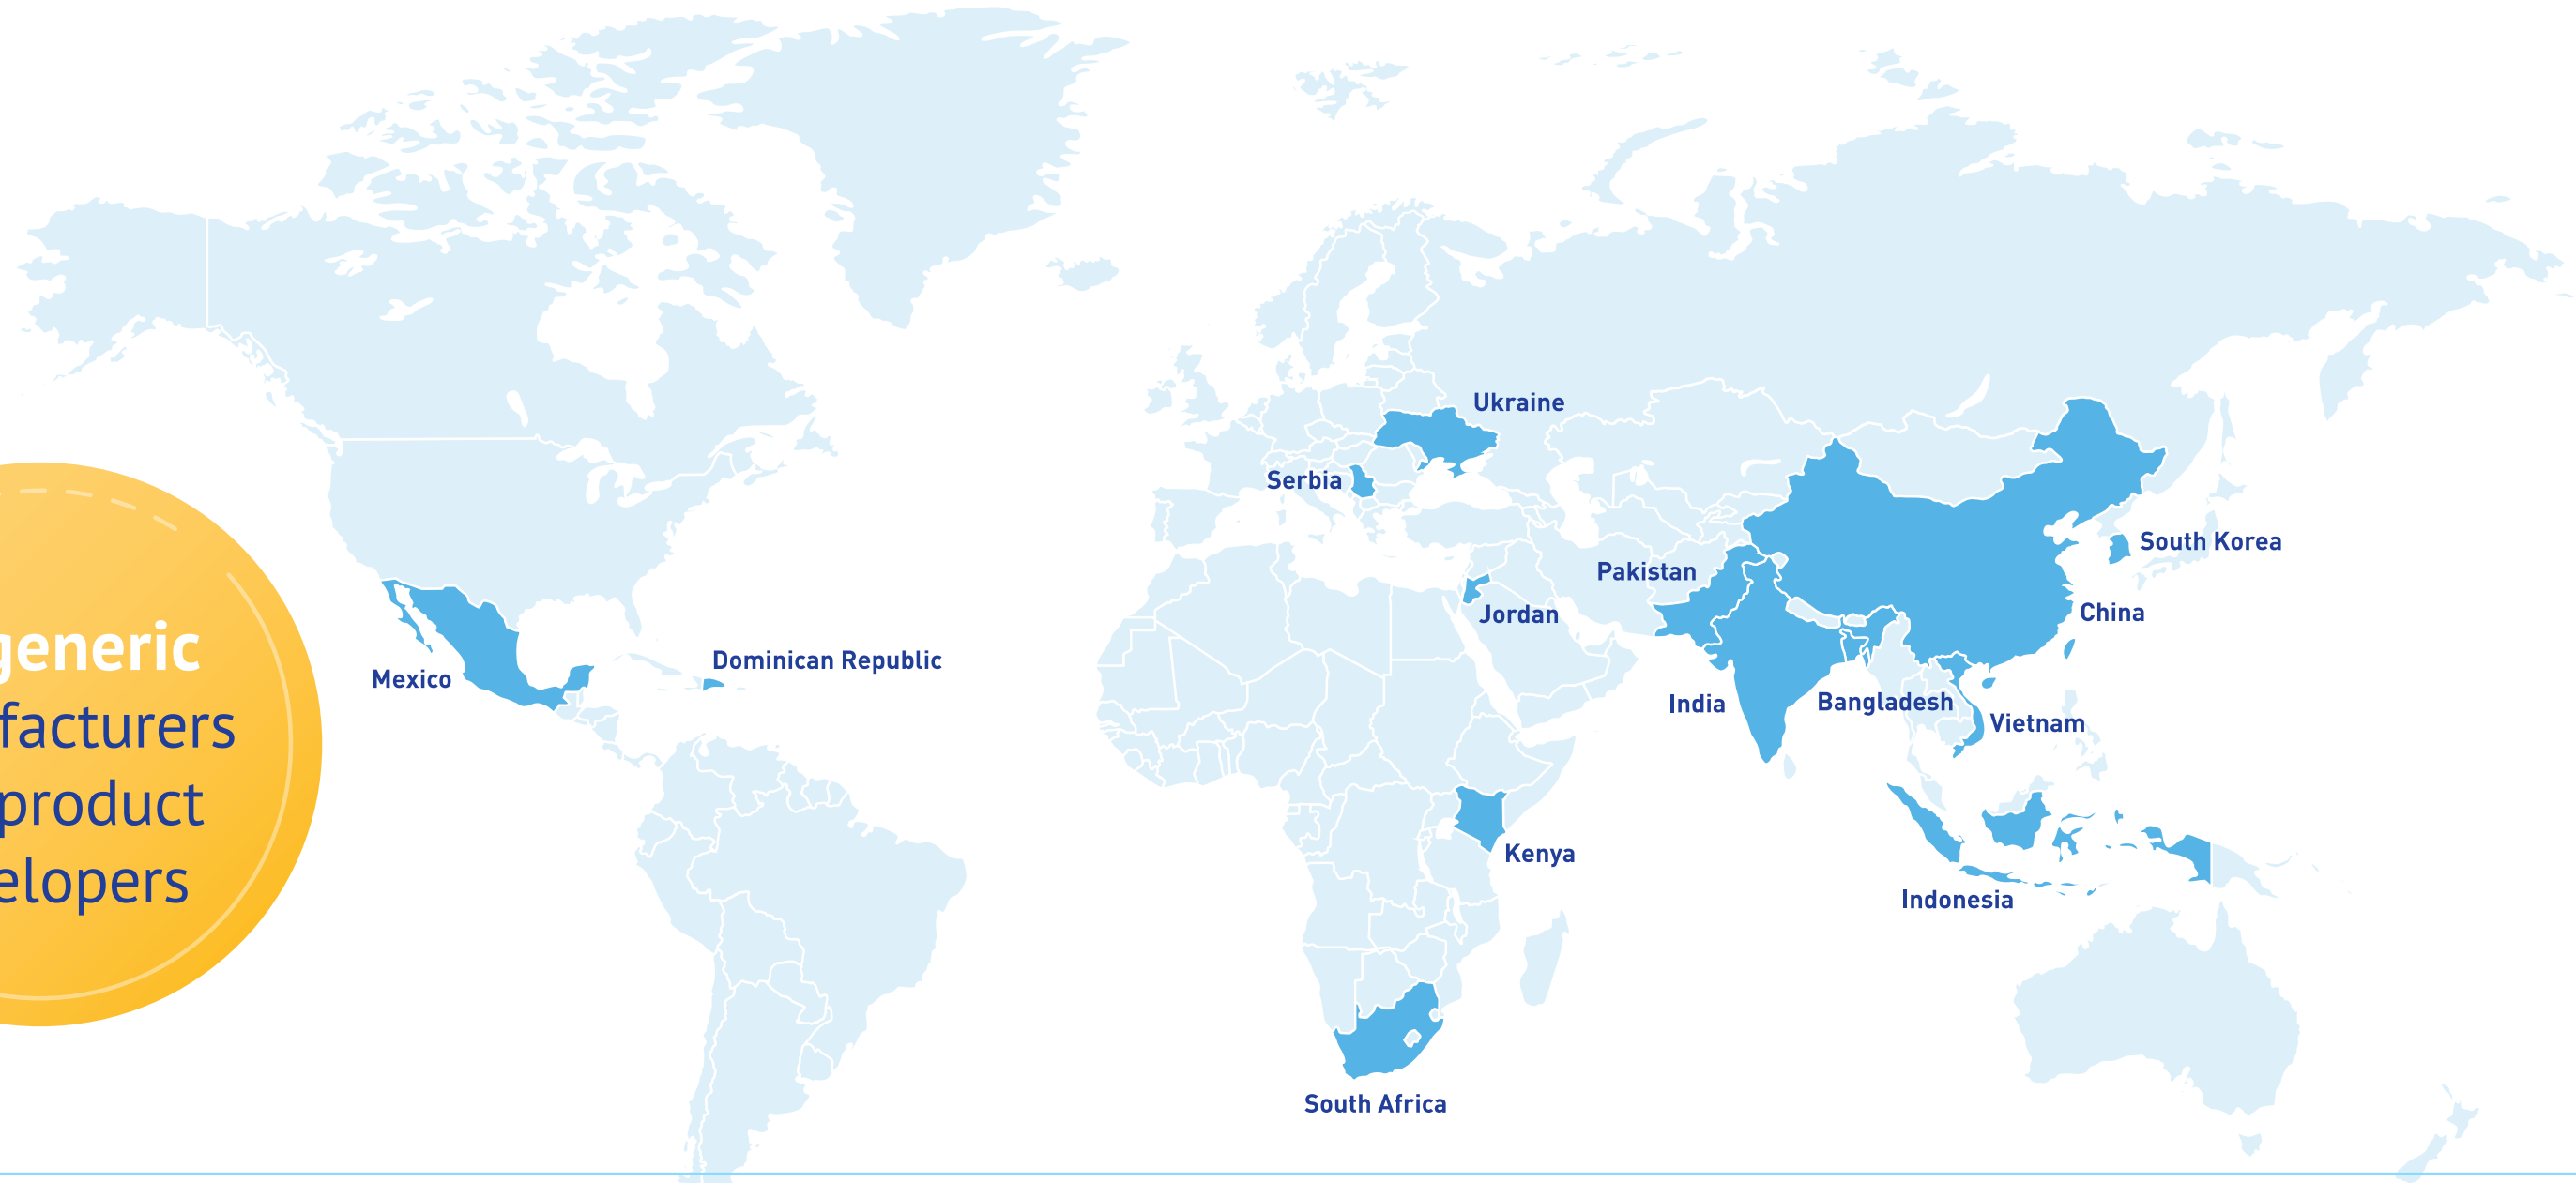 generic
facturers
product
elopers
Ukraine
Serbia
South Korea
Pakistan
China
Jordan
Dominican Republic
Mexico
India
Bangladesh
Vietnam
Kenya
Indonesia
South Africa